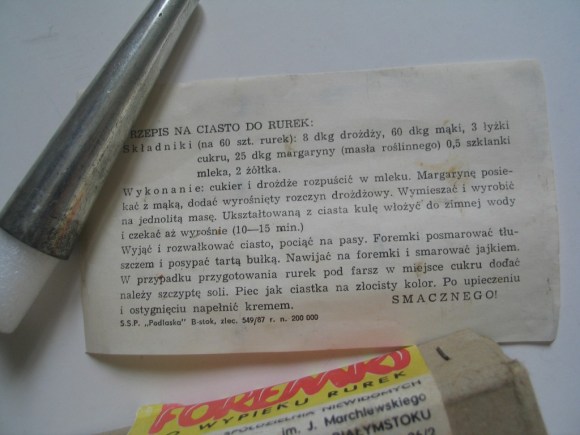 RZEPIS NA CIASTO DO RUREK:
Składniki (na 60 szt. rurek): 8 dkg drożdży, 60 dkg mąki, 3 łyżki
cukru, 25 dkg margaryny (masła roślinnego) 0,5 szklanki
mleka, 2 żółtka.
Wykonanie: cukier i drożdże rozpuścić w mleku. Margarynę posie-
kać z mąką, dodać wyrośnięty rozczyn drożdżowy. Wymieszać i wyrobić
na jednolitą masę. Ukształtowaną z ciasta kulę włożyć do zimnej wody
i czekać aż wypośnie (10—15 min.)
Wyjąć i rozwałkować ciasto, pociąć na pasy. Foremki posmarować tłu-
szczem i posypać tartą bułką. Nawijać na foremki i smarować jajkiem.
W przypadku przygotowania rurek pod farsz w miejsce cukru dodać
należy szczyptę soli. Piec jak ciastka na złocisty kolor. Po upieczeniu
i ostygnięciu napełnić kremem. SMACZNEGO!
S.S.P. „Podlaska" B-stok, zlec. 549/87 r. n. 200 000
FOREMKI
O WYPIEKU RUREK
NIEWIDOMYCH
im. J. Marchlewskiego
BIAŁYMSTOKU